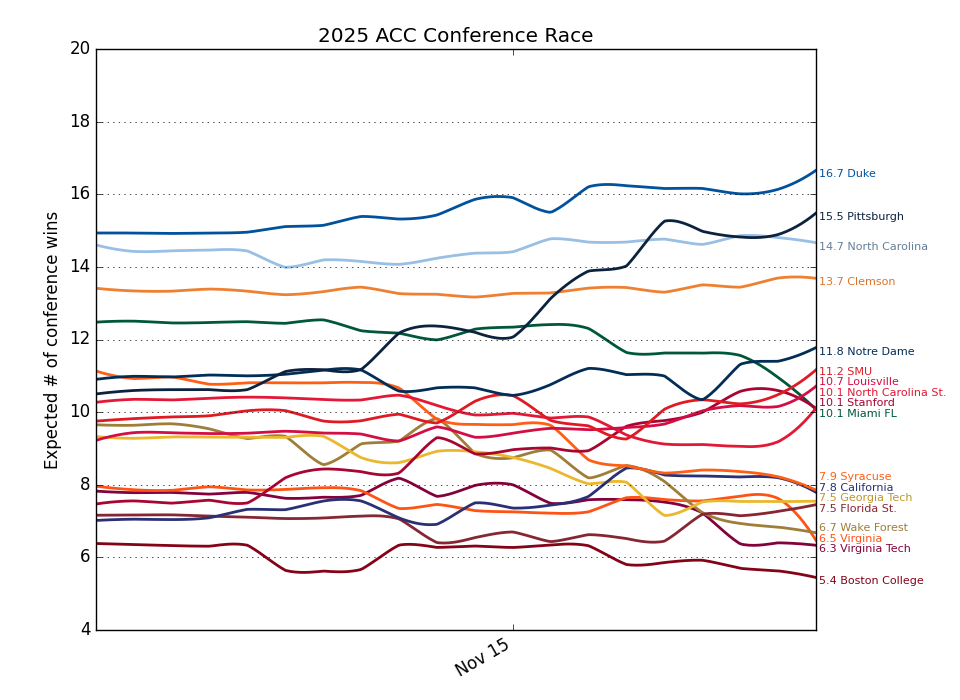 2025 ACC Conference Race
Expected # of conference wins
20
18
16
14
12
10
8
6
4
Nov 15
16.7 Duke
15.5 Pittsburgh
14.7 North Carolina
13.7 Clemson
11.8 Notre Dame
11.2 SMU
10.7 Louisville
10.1 North Carolina St.
10.1 Stanford
10.1 Miami FL
7.9 Syracuse
7.8 California
7.5 Georgia Tech
7.5 Florida St.
6.7 Wake Forest
6.5 Virginia
6.3 Virginia Tech
5.4 Boston College